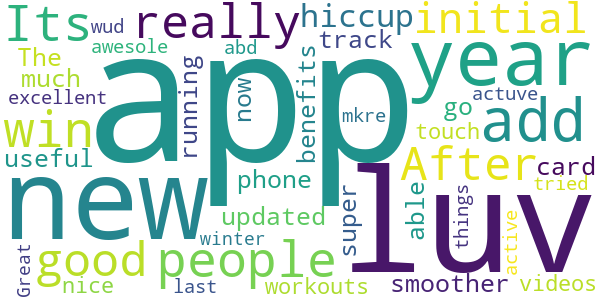 Its
wud
really
hiccup
initial
awesole
abd
track
The
much
app
year
excellent
running
now
benefits
mkre
actuve
go
add
win
touch
useful
After
card
phone
tried
new
luv
able
things
super
updated
active
good
people
winter
Great
nice
last
workouts
smoother
videos